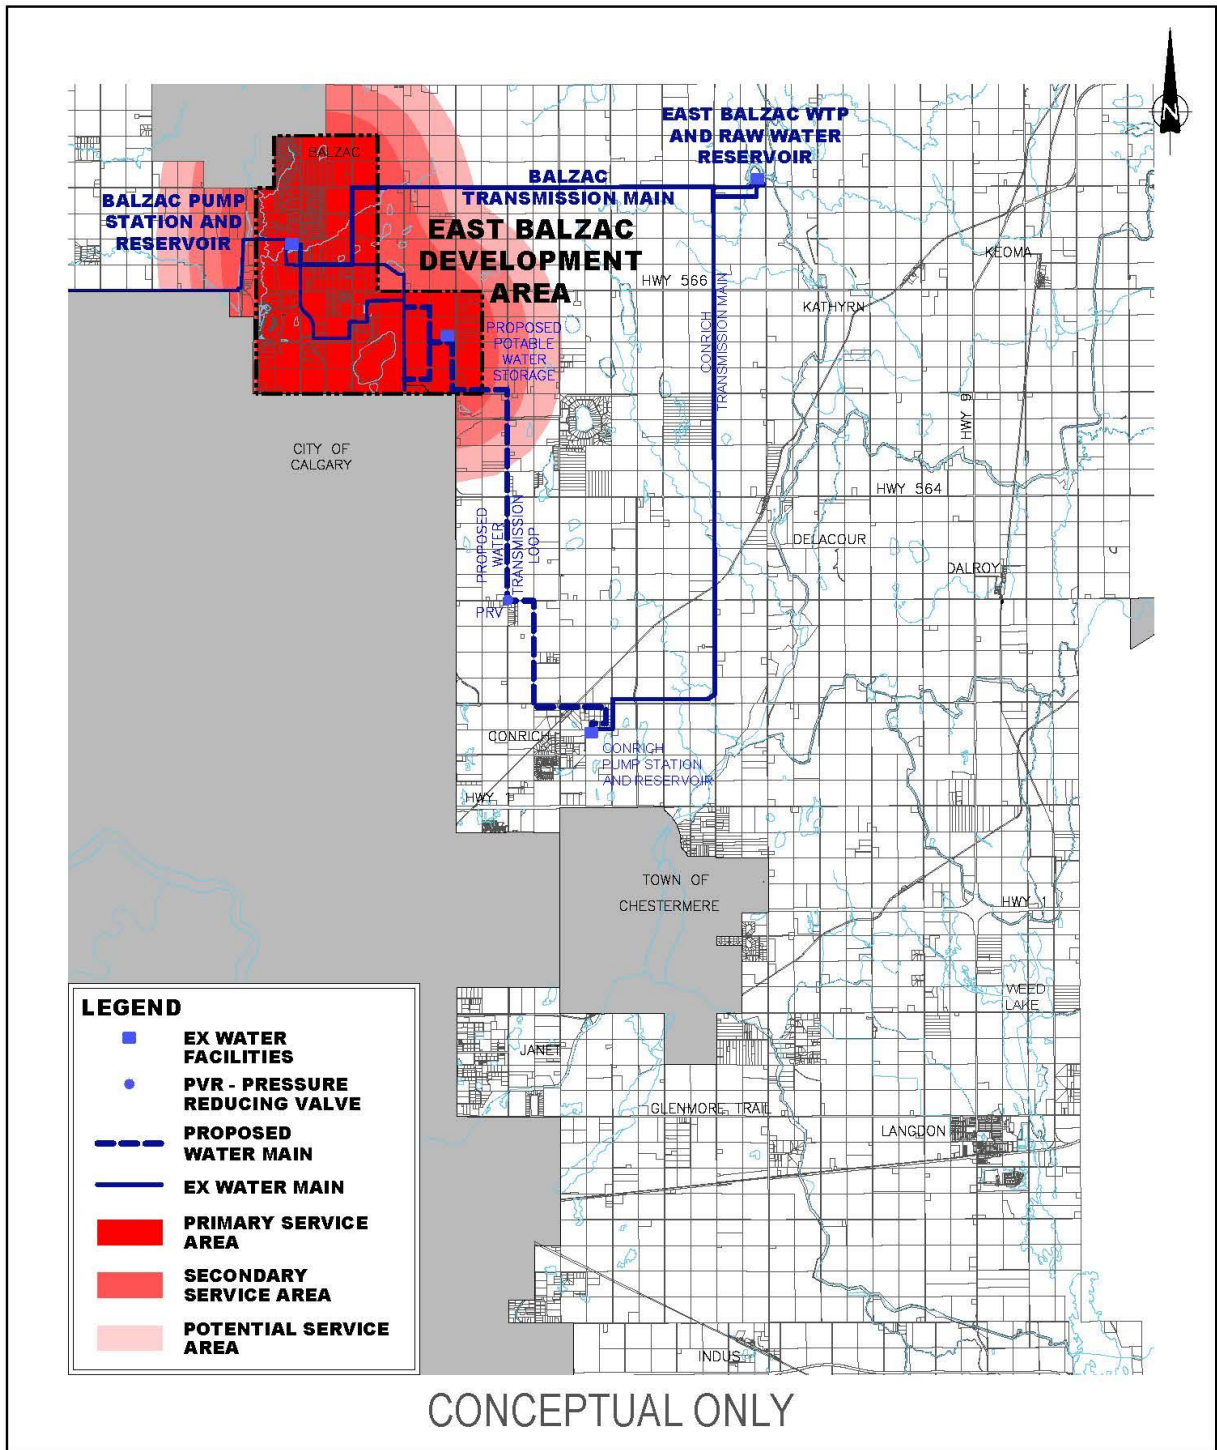 N
EAST BALZAC WTP
AND RAW WATER
RESERVOIR
BALZAC
BALZAC
TRANSMISSION MAIN
BALZAC PUMP
STATION AND
RESERVOIR
EAST BALZAC
DEVELOPMENT
AREA
KEOMA
HWY 566
KATHYRN
CONRICH
TRANSMISSION MAIN
PROPOSED
POTABLE
WATER
STORAGE
HWY 9
CITY OF
CALGARY
HWY 564
PROPOSED
WATER
TRANSMISSION
LOOP
DELACOUR
DALROY
PRV
CONRICH
CONRICH
PUMP STATION
AND RESERVOIR
HWY 1
TOWN OF
CHESTERMERE
HWY 1
WEED
LAKE
JANET
GLENMORE TRAIL
LANGDON
INDUS
LEGEND
EX WATER
FACILITIES
PVR - PRESSURE
REDUCING VALVE
PROPOSED
WATER MAIN
EX WATER MAIN
PRIMARY SERVICE
AREA
SECONDARY
SERVICE AREA
POTENTIAL SERVICE
AREA
CONCEPTUAL ONLY